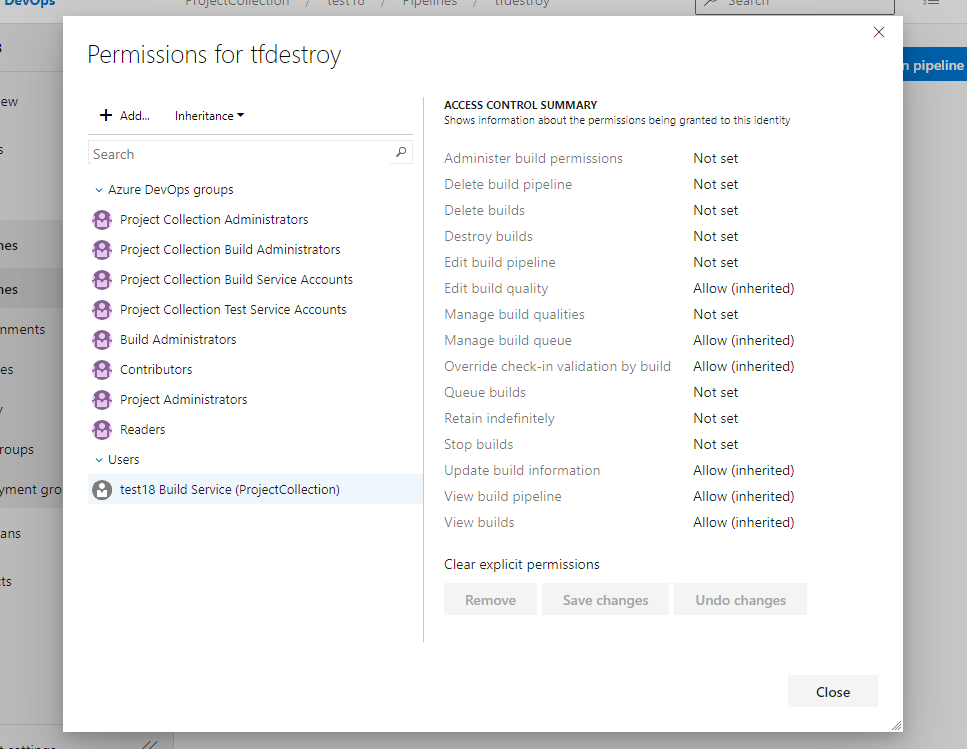 DevOps
ProjectCollection / test18 / Pipelines / tfdestroy
Search
Permissions for tfdestroy
n pipeline
Add...
Inheritance
Search
Azure DevOps groups
Project Collection Administrators
Project Collection Build Administrators
Project Collection Build Service Accounts
Project Collection Test Service Accounts
Build Administrators
Contributors
Project Administrators
Readers
Users
test18 Build Service (ProjectCollection)
ACCESS CONTROL SUMMARY
Shows information about the permissions being granted to this identity
Administer build permissions Not set
Delete build pipeline Not set
Delete builds Not set
Destroy builds Not set
Edit build pipeline Not set
Edit build quality Allow (inherited)
Manage build qualities Not set
Manage build queue Allow (inherited)
Override check-in validation by build Allow (inherited)
Queue builds Not set
Retain indefinitely Not set
Stop builds Not set
Update build information Allow (inherited)
View build pipeline Allow (inherited)
View builds Allow (inherited)
Clear explicit permissions
Remove
Save changes
Undo changes
Close
ew
s
nes
nes
nments
es
y
roups
yment gro
ans
cts